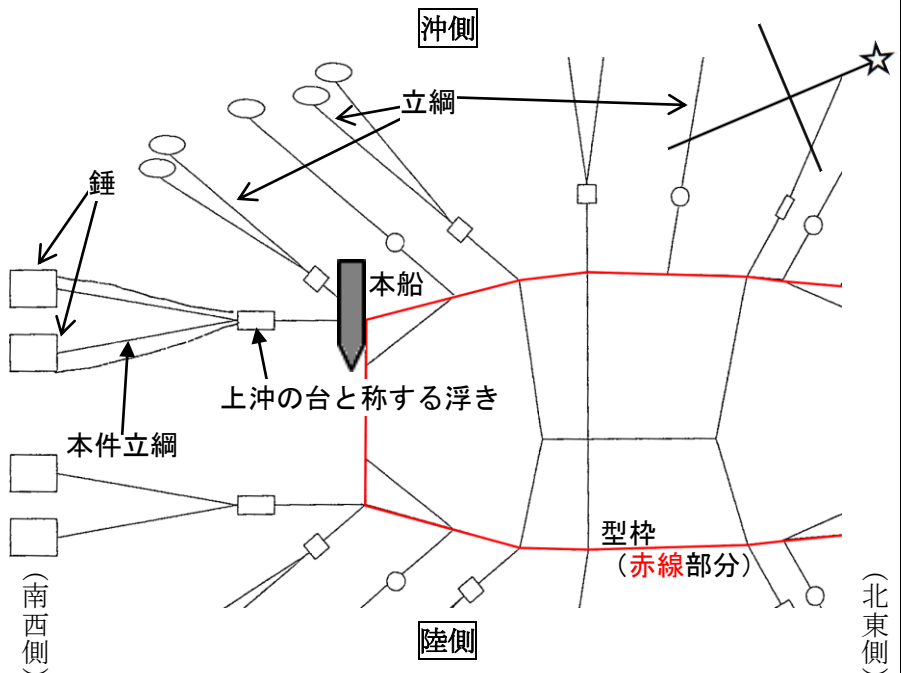 沖側
立綱
錘
本船
上沖の台と称する浮き
本件立綱
型枠
（赤線部分）
（南西側）
（北東側）
陸側